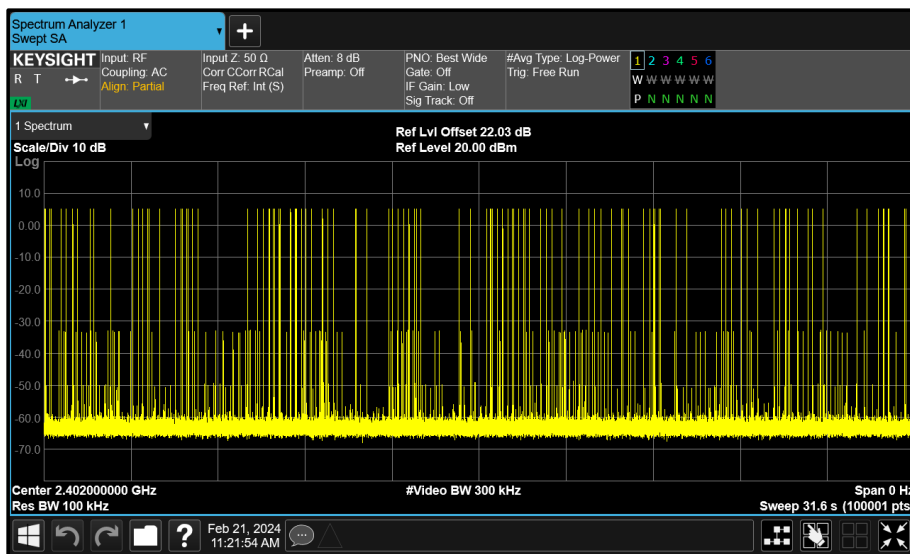 Spectrum Analyzer 1
Swept SA
KEYSIGHT
R T
LXI
Input: RF
Coupling: AC
Align: Partial
Input Z: 50 Ω
Corr CCorr RCal
Freq Ref: Int (S)
Atten: 8 dB
Preamp: Off
PNO: Best Wide
Gate: Off
IF Gain: Low
Sig Track: Off
#Avg Type: Log-Power
Trig: Free Run
1 2 3 4 5 6
W W W W W W
P N N N N N
1 Spectrum
Scale/Div 10 dB
Log
Ref Lvl Offset 22.03 dB
Ref Level 20.00 dBm
10.0
0.00
-10.0
-20.0
-30.0
-40.0
-50.0
-60.0
-70.0
Center 2.402000000 GHz
Res BW 100 kHz
#Video BW 300 kHz
Span 0 Hz
Sweep 31.6 s (100001 pts
?
Feb 21, 2024
11:21:54 AM